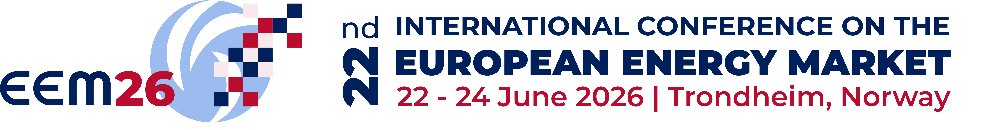 EEM26
22nd
INTERNATIONAL CONFERENCE ON THE
EUROPEAN ENERGY MARKET
22 - 24 June 2026 | Trondheim, Norway